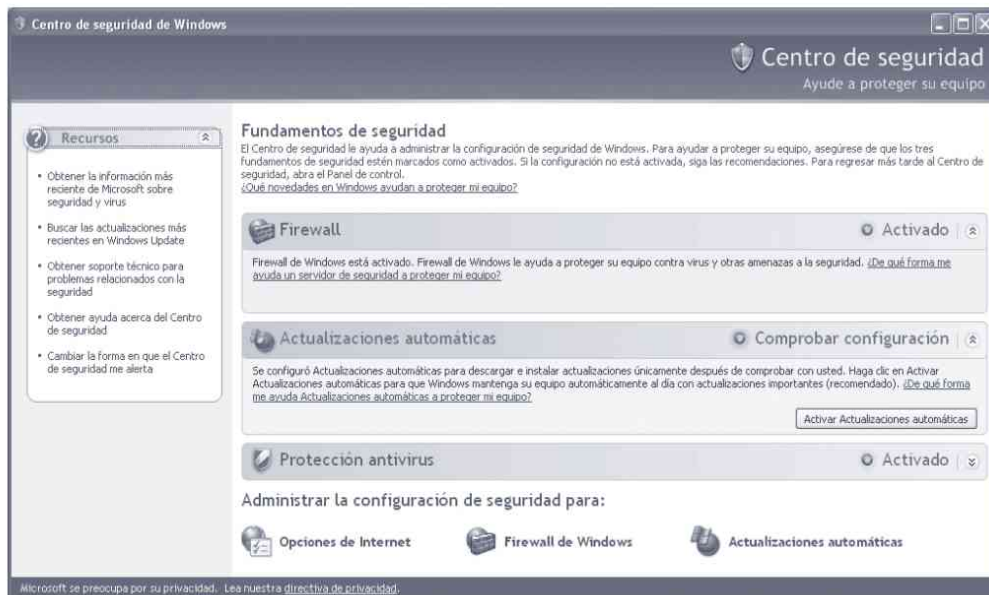 Centro de seguridad de Windows
Centro de seguridad
Ayude a proteger su equipo
Recursos
• Obtener la información más
reciente de Microsoft sobre
seguridad y virus
• Buscar las actualizaciones más
recientes en Windows Update
• Obtener soporte técnico para
problemas relacionados con la
seguridad
• Obtener ayuda acerca del Centro
de seguridad
• Cambiar la forma en que el Centro
de seguridad me alerta
Fundamentos de seguridad
El Centro de seguridad le ayuda a administrar la configuración de seguridad de Windows. Para ayudar a proteger su equipo, asegúrese de que los tres
fundamentos de seguridad estén marcados como activados. Si la configuración no está activada, siga las recomendaciones. Para regresar más tarde al Centro de
seguridad, abra el Panel de control.
¿Qué novedades en Windows ayudan a proteger mi equipo?
Firewall
Activado
Firewall de Windows está activado. Firewall de Windows le ayuda a proteger su equipo contra virus y otras amenazas a la seguridad. ¿De qué forma me
ayuda un servidor de seguridad a proteger mi equipo?
Actualizaciones automáticas
Comprobar configuración
Se configuró Actualizaciones automáticas para descargar e instalar actualizaciones únicamente después de comprobar con usted. Haga clic en Activar
Actualizaciones automáticas para que Windows mantenga su equipo automáticamente al día con actualizaciones importantes (recomendado). ¿De qué forma
me ayuda Actualizaciones automáticas a proteger mi equipo?
Activar Actualizaciones automáticas
Protección antivirus
Activado
Administrar la configuración de seguridad para:
Opciones de Internet
Firewall de Windows
Actualizaciones automáticas
Microsoft se preocupa por su privacidad. Lea nuestra directiva de privacidad.